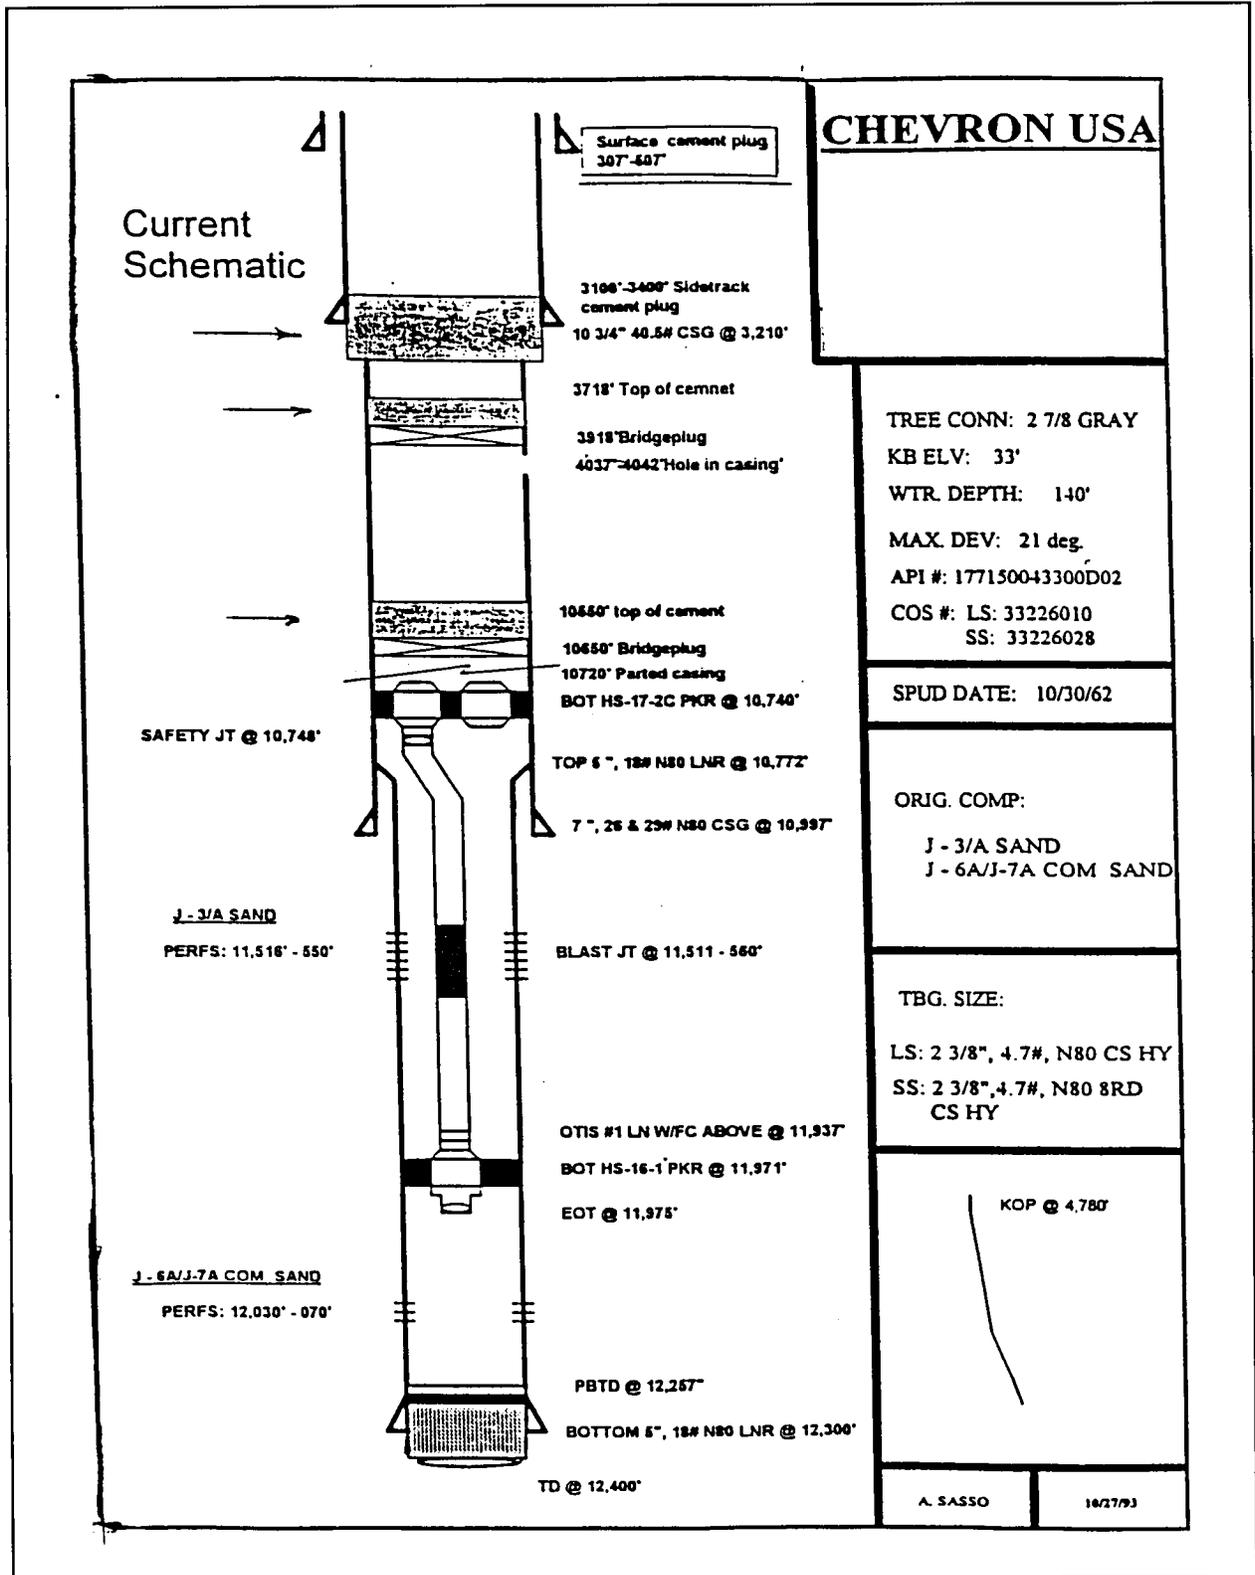 CHEVRON USA
Surface cement plug
307'-507'
Current
Schematic
3100'-3400' Sidetrack
cement plug
10 3/4" 40.5# CSG @ 3,210'
3718' Top of cemnet
3918'Bridgeplug
4037'-4042'Hole in casing'
10550' top of cement
10650' Bridgeplug
10720' Parted casing
BOT HS-17-2C PKR @ 10,740'
SAFETY JT @ 10,748'
TOP 5 ", 18# N80 LNR @ 10,772'
7 ", 26 & 29# N80 CSG @ 10,997'
J - 3/A SAND
PERFS: 11,516' - 550'
BLAST JT @ 11,511 - 560'
OTIS #1 LN W/FC ABOVE @ 11,937'
BOT HS-16-1 PKR @ 11,971'
EOT @ 11,975'
J - 6A/J-7A COM SAND
PERFS: 12,030' - 070'
PBTD @ 12,257'
BOTTOM 5", 18# N80 LNR @ 12,300'
TD @ 12,400'
TREE CONN: 2 7/8 GRAY
KB ELV: 33'
WTR. DEPTH: 140'
MAX. DEV: 21 deg.
API #: 177150043300D02
COS #: LS: 33226010
SS: 33226028
SPUD DATE: 10/30/62
ORIG. COMP:
J - 3/A SAND
J - 6A/J-7A COM SAND
TBG. SIZE:
LS: 2 3/8", 4.7#, N80 CS HY
SS: 2 3/8",4.7#, N80 8RD
CS HY
KOP @ 4,780'
A. SASSO
10/27/93